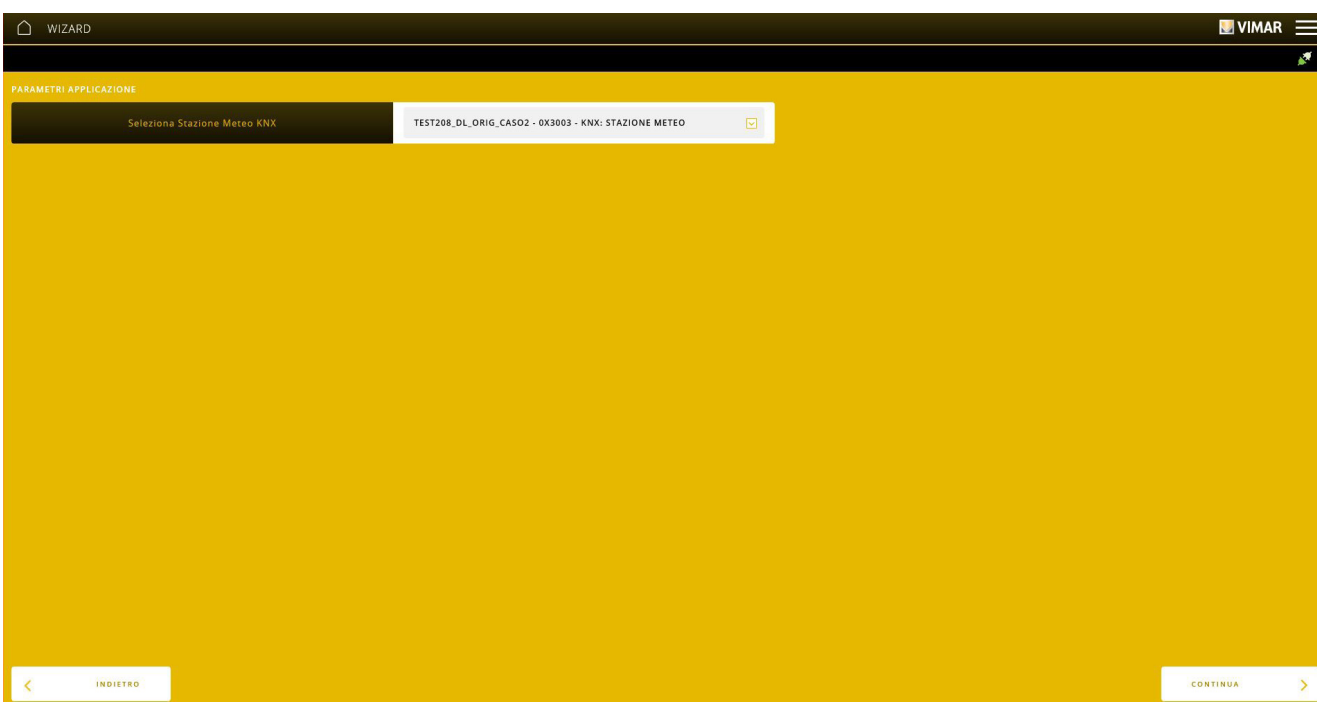 WIZARD
VIMAR
PARAMETRI APPLICAZIONE
Seleziona Stazione Meteo KNX
TEST208_DL_ORIG_CASO2 - 0X3003 - KNX: STAZIONE METEO
INDIETRO
CONTINUA